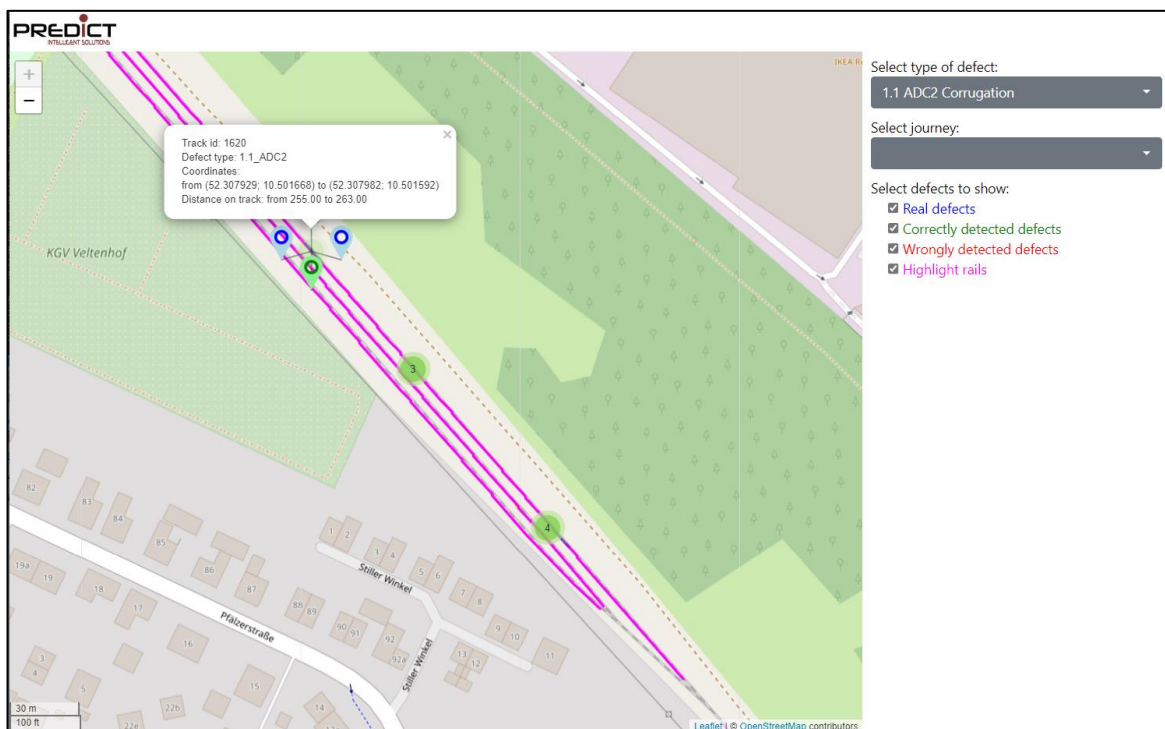 PREDICT
INTELLIGENT SOLUTIONS
+
−
IKEA
Track id: 1620
Defect type: 1.1_ADC2
Coordinates:
from (52.307929; 10.501668) to (52.307982; 10.501592)
Distance on track: from 255.00 to 263.00
×
KGV Veltenhof
3
4
82
83
84
85
86
87
88
89
90
91
92
92a
1
2
3
4
5
6
7
8
9
10
11
13
12
14
15
16
17
18
19
19a
3
4
5
22b
22e
22
Stiller Winkel
Stiller Winkel
Pfälzerstraße
30 m
100 ft
Leaflet | © OpenStreetMap contributors
Select type of defect:
1.1 ADC2 Corrugation
Select journey:
Select defects to show:
Real defects
Correctly detected defects
Wrongly detected defects
Highlight rails